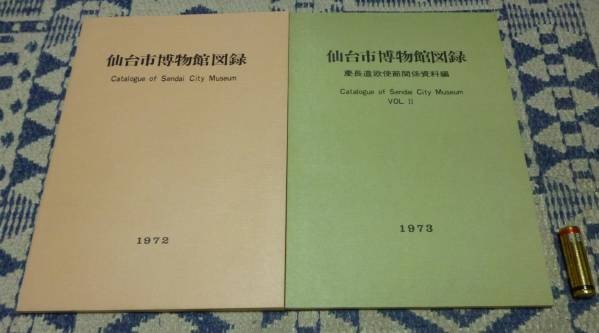 仙台市博物館図録
Catalogue of Sendai City Museum
1972
仙台市博物館図録
慶長遣欧使節関係資料編
Catalogue of Sendai City Museum
VOL. II
1973